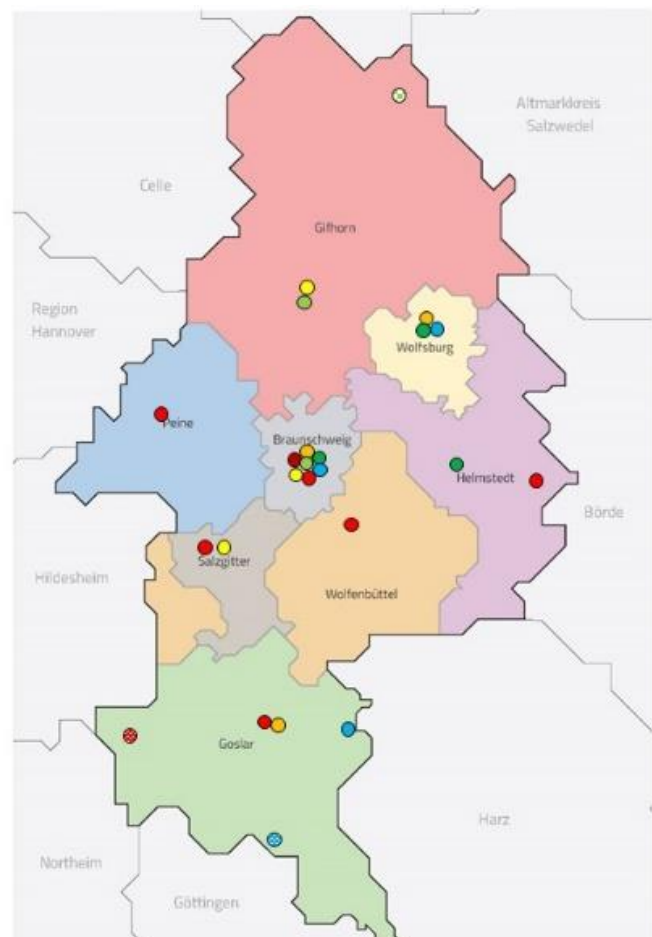 Altmarkkreis
Salzwedel
Celle
Gifhorn
Region
Hannover
Wolfsburg
Peine
Braunschweig
Helmstedt
Börde
Salzgitter
Hildesheim
Wolfenbüttel
Goslar
Harz
Northeim
Göttingen